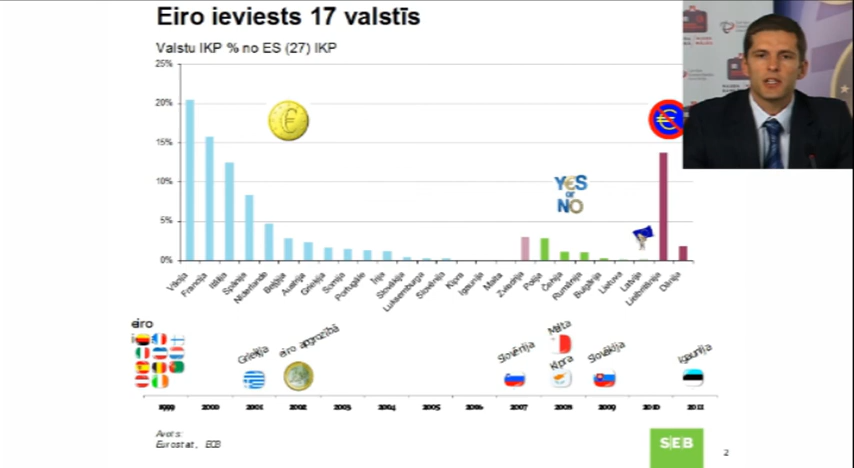 Eiro ieviests 17 valstīs
Valstu IKP % no ES (27) IKP
25%
20%
15%
10%
5%
0%
YES
or
NO
Vācija
Francija
Itālija
Spānija
Nīderlande
Beļģija
Austrija
Grieķija
Somija
Portugāle
Īrija
Slovākija
Luksemburga
Slovēnija
Kipra
Igaunija
Malta
Zviedrija
Polija
Čehija
Rumānija
Bulgārija
Lietuva
Latvija
Lielbritānija
Dānija
eiro
Grieķija
eiro apgrozībā
Slovēnija
Malta
Kipra
Slovākija
Igaunija
1999 2000 2001 2002 2003 2004 2005 2006 2007 2008 2009 2010 2011
Avots:
Eurostat, ECB
SEB
2